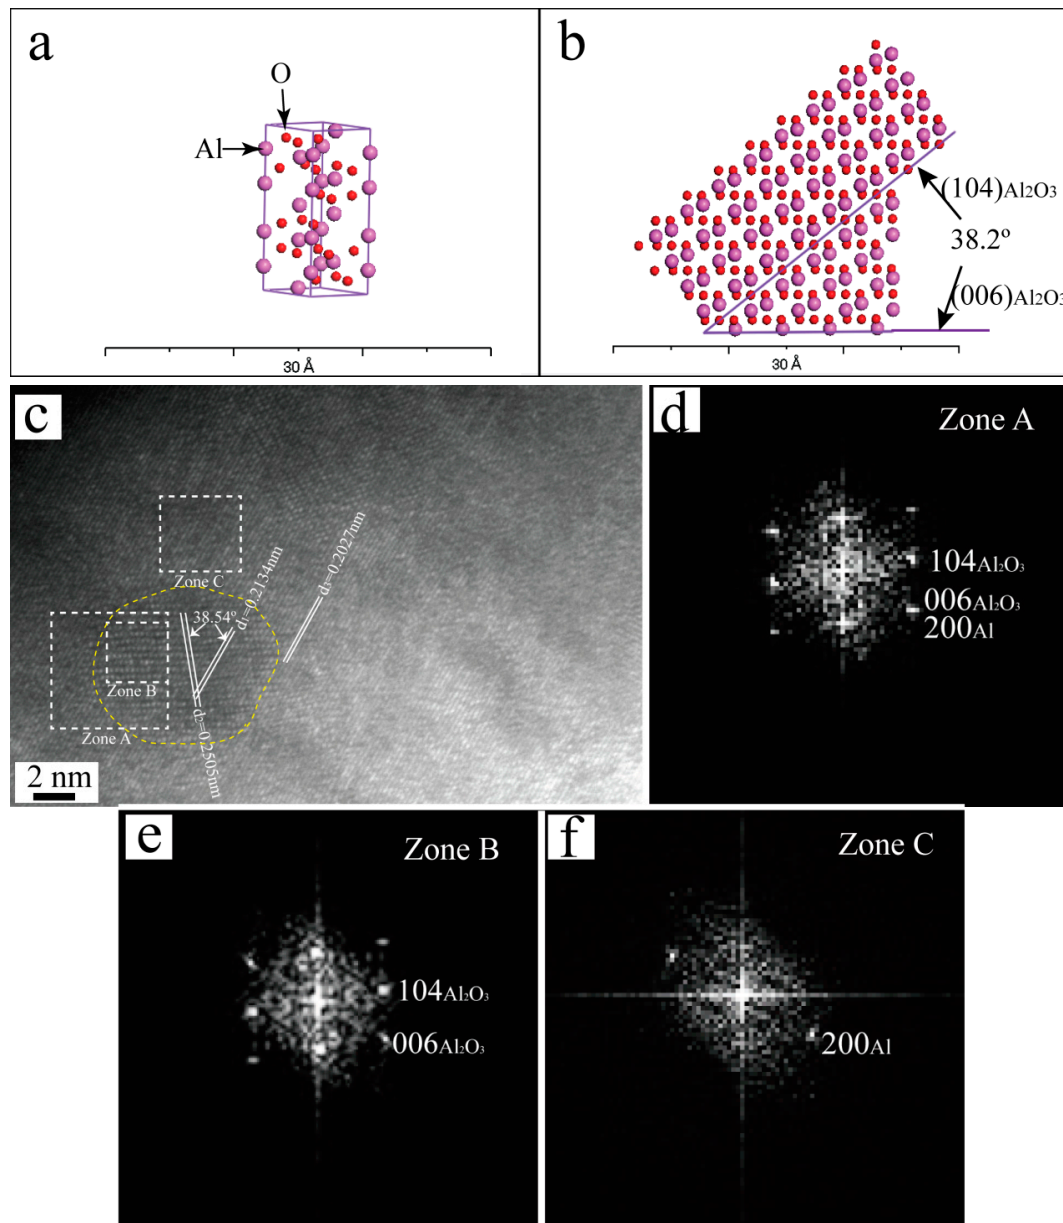 a
O
Al
30 Å
b
(104)Al₂O₃
38.2º
(006)Al₂O₃
30 Å
c
Zone C
38.54º
d₁=0.2134nm
d₃=0.2027nm
Zone B
Zone A
d₂=0.2505nm
2 nm
d
Zone A
104Al₂O₃
006Al₂O₃
200Al
e
Zone B
104Al₂O₃
006Al₂O₃
f
Zone C
200Al